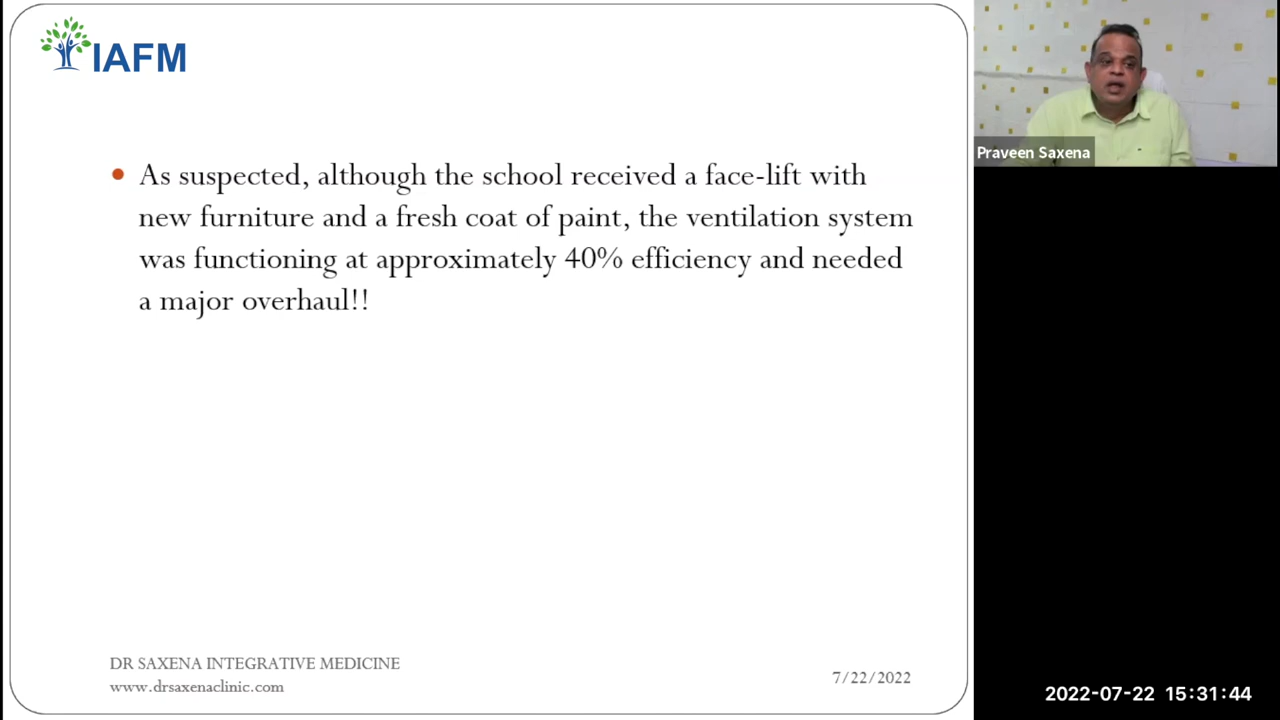 IAFM
As suspected, although the school received a face-lift with
new furniture and a fresh coat of paint, the ventilation system
was functioning at approximately 40% efficiency and needed
a major overhaul!!
DR SAXENA INTEGRATIVE MEDICINE
www.drsaxenaclinic.com
7/22/2022
Praveen Saxena
2022-07-22 15:31:44